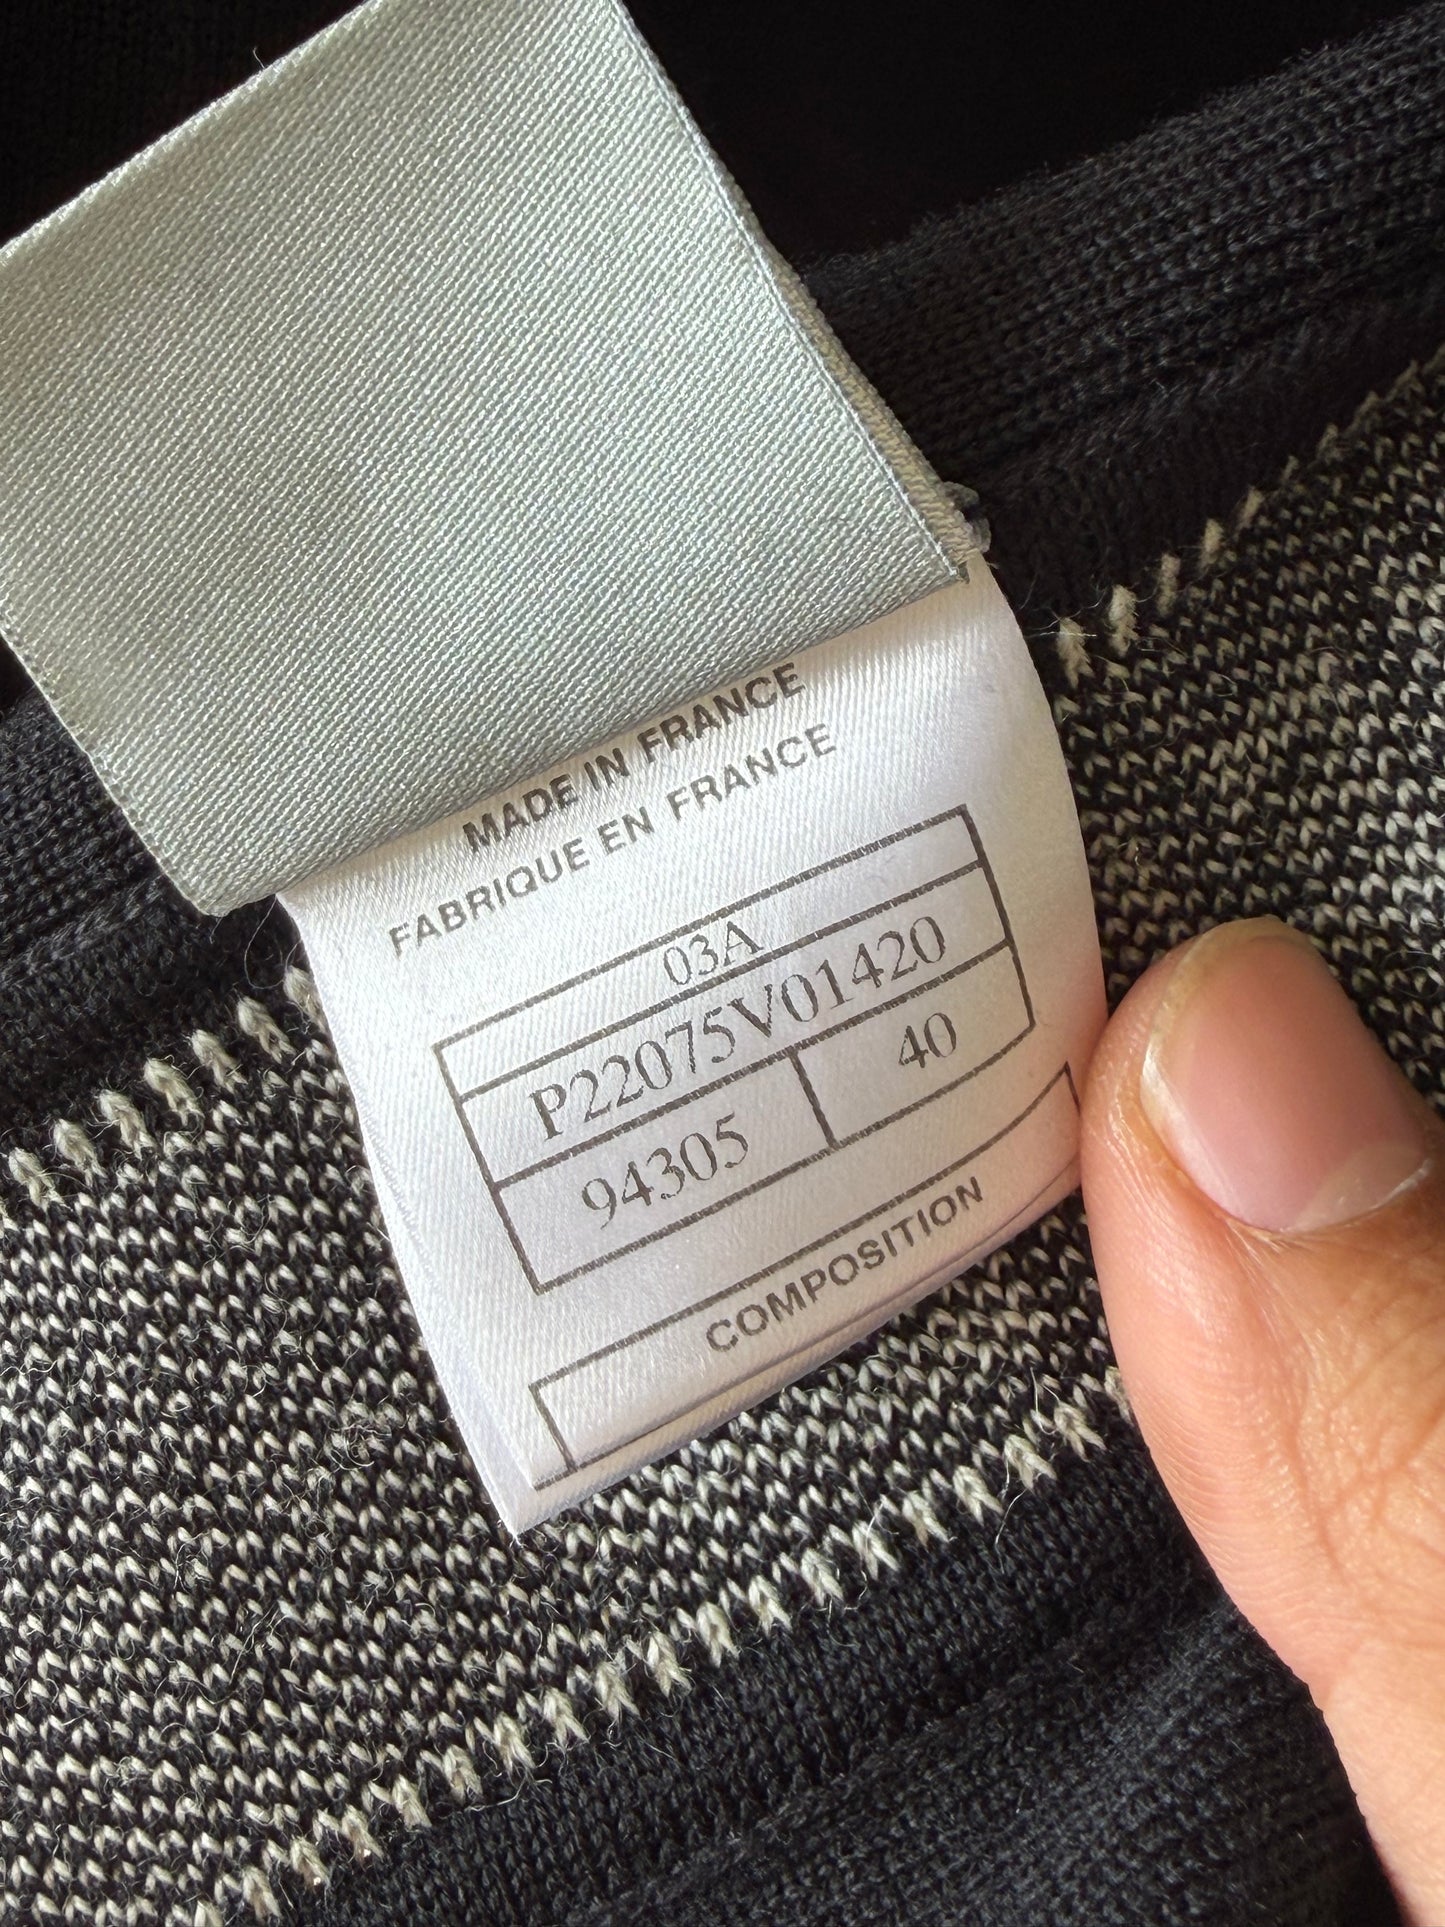 MADE IN FRANCE
FABRIQUE EN FRANCE
03A
P22075V01420
94305 40
COMPOSITION